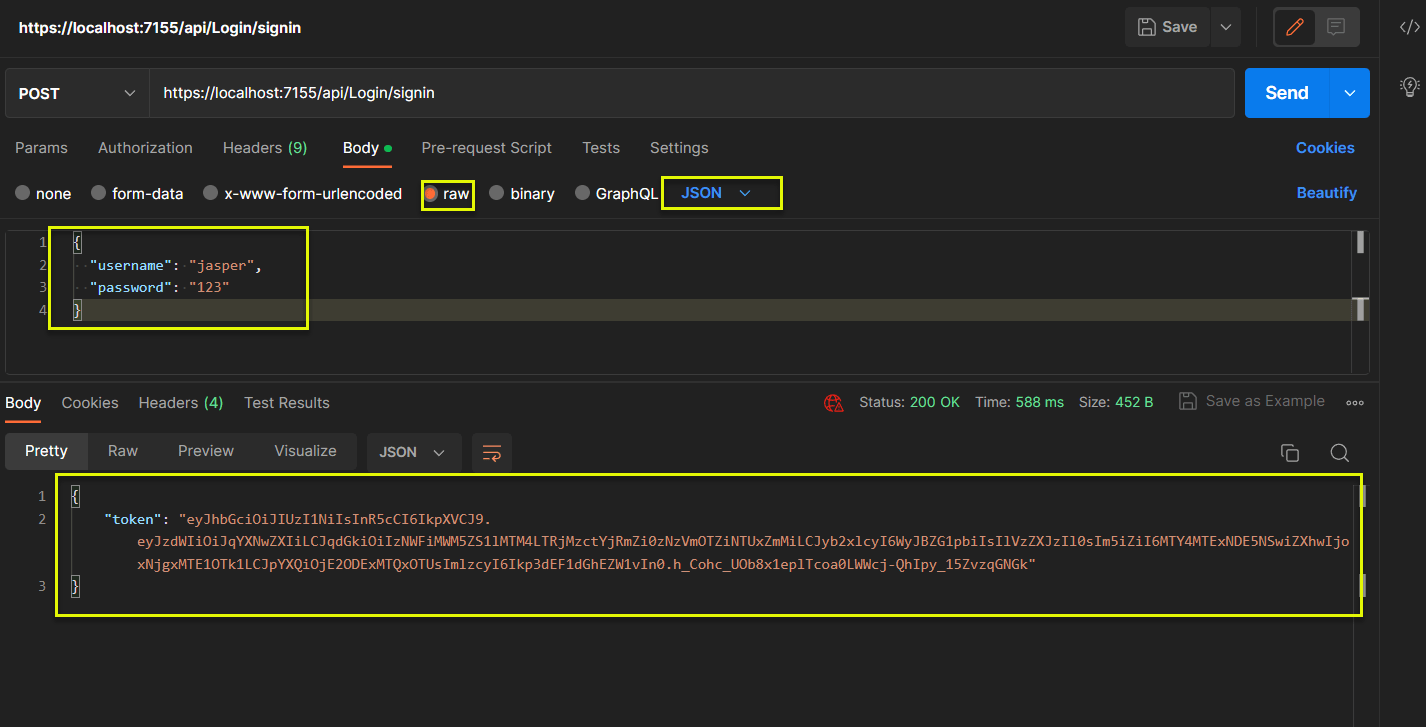 https://localhost:7155/api/Login/signin
Save
POST
https://localhost:7155/api/Login/signin
Send
Params Authorization Headers (9) Body Pre-request Script Tests Settings Cookies
none form-data x-www-form-urlencoded raw binary GraphQL JSON Beautify
1 {
2 "username": "jasper",
3 "password": "123"
4 }
Body Cookies Headers (4) Test Results Status: 200 OK Time: 588 ms Size: 452 B Save as Example
Pretty Raw Preview Visualize JSON
1 {
2 "token": "eyJhbGciOiJIUzI1NiIsInR5cCI6IkpXVCJ9.
eyJzdWIiOiJqYXNwZXIiLCJqdGkiOiIzNWFiMWM5ZS1lMTM4LTRjMzctYjRmZi0zNzVmOTZiNTUxZmMiLCJyb2xlcyI6WyJBZG1pbiIsIlVzZXJzIl0sIm5iZiI6MTY4MTExNDE5NSwiZXhwIjo
xNjgxMTE1OTk1LCJpYXQiOjE2ODExMTQxOTUsImlzcyI6Ikp3dEF1dGhEZW1vIn0.h_Cohc_UOb8x1eplTcoa0LWWcj-QhIpy_15ZvzqGNGk"
3 }